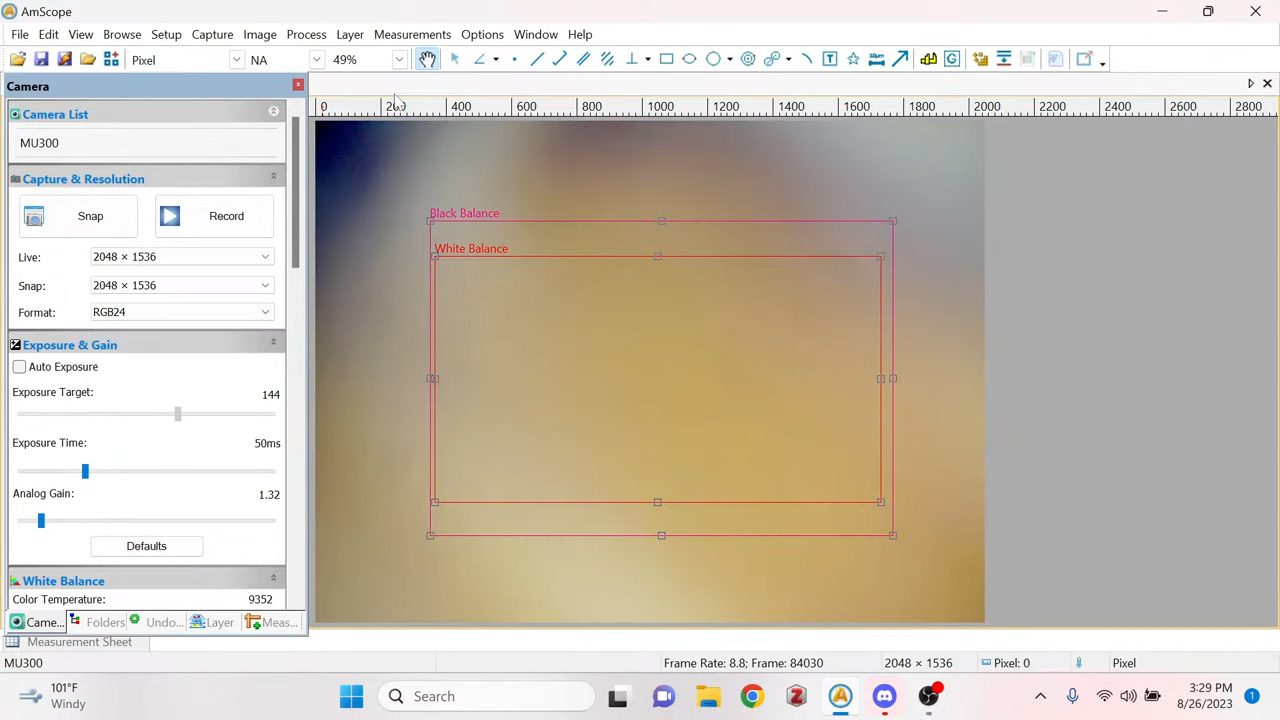 AmScope
File Edit View Browse Setup Capture Image Process Layer Measurements Options Window Help
Pixel NA 49%
Camera
0 200 400 600 800 1000 1200 1400 1600 1800 2000 2200 2400 2600 2800
Camera List
MU300
Capture & Resolution
Snap Record
Live: 2048 × 1536
Snap: 2048 × 1536
Format: RGB24
Exposure & Gain
Auto Exposure
Exposure Target: 144
Exposure Time: 50ms
Analog Gain: 1.32
Defaults
White Balance
Color Temperature: 9352
Came... Folders Undo... Layer Meas...
Black Balance
White Balance
Measurement Sheet
MU300 Frame Rate: 8.8; Frame: 84030 2048 × 1536 Pixel: 0 Pixel
101°F
Windy
Search
3:29 PM
8/26/2023
1